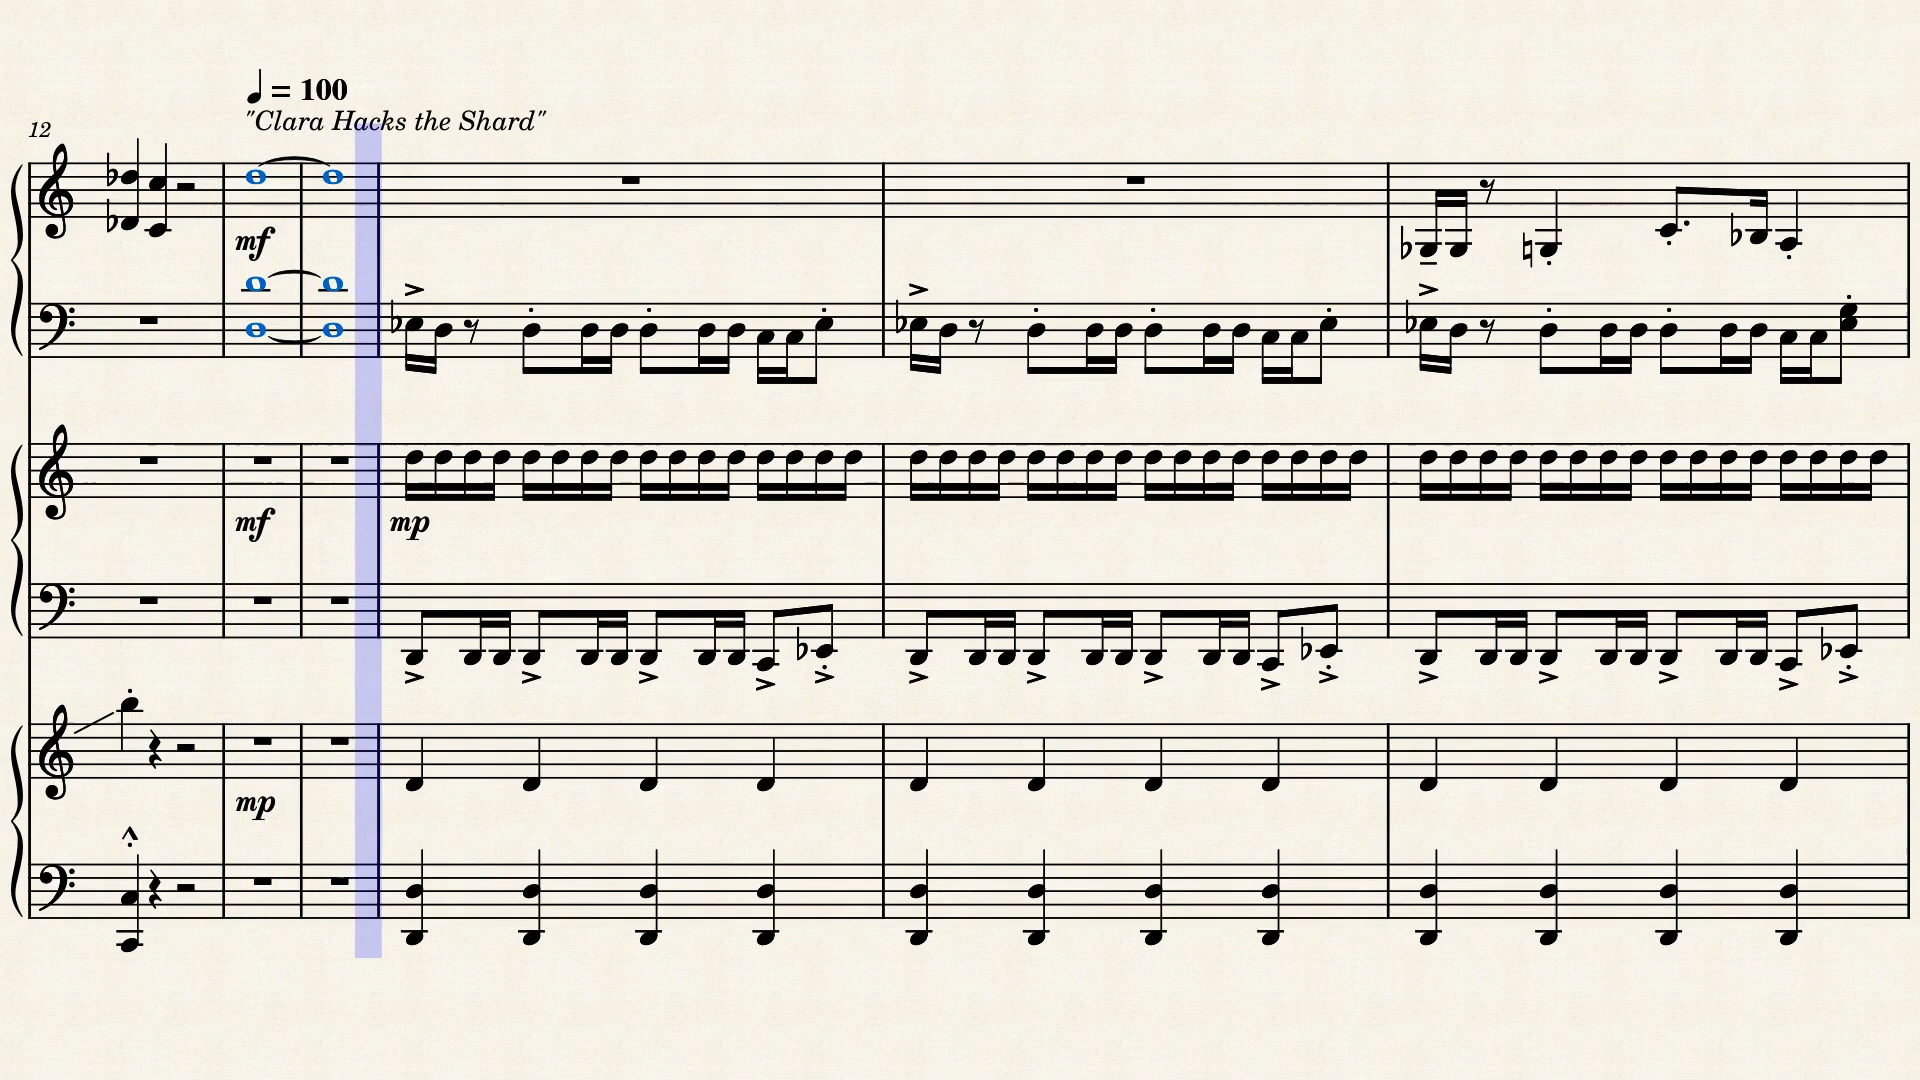 ♩ = 100
"Clara Hacks the Shard"
12
mf
mf
mp
mp